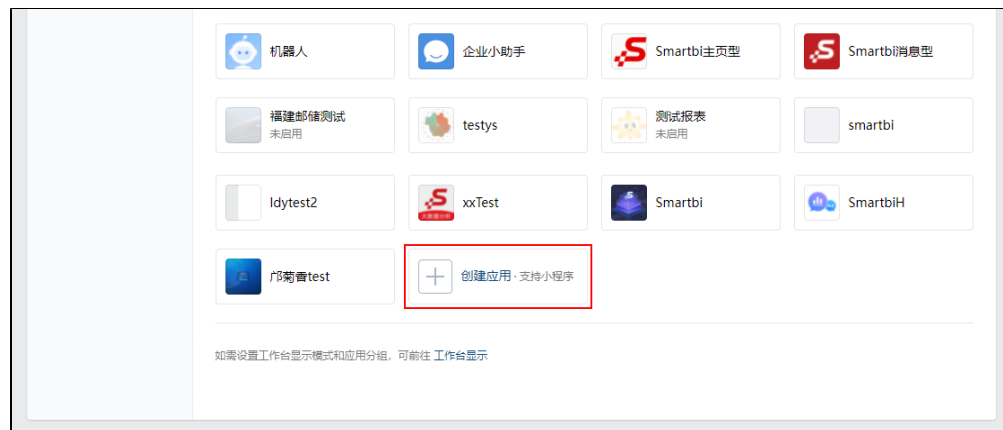 机器人
企业小助手
Smartbi主页型
Smartbi消息型
福建邮储测试
未启用
testys
测试报表
未启用
smartbi
ldytest2
xxTest
Smartbi
SmartbiH
邝菊香test
创建应用 · 支持小程序
如需设置工作台显示模式和应用分组，可前往 工作台显示